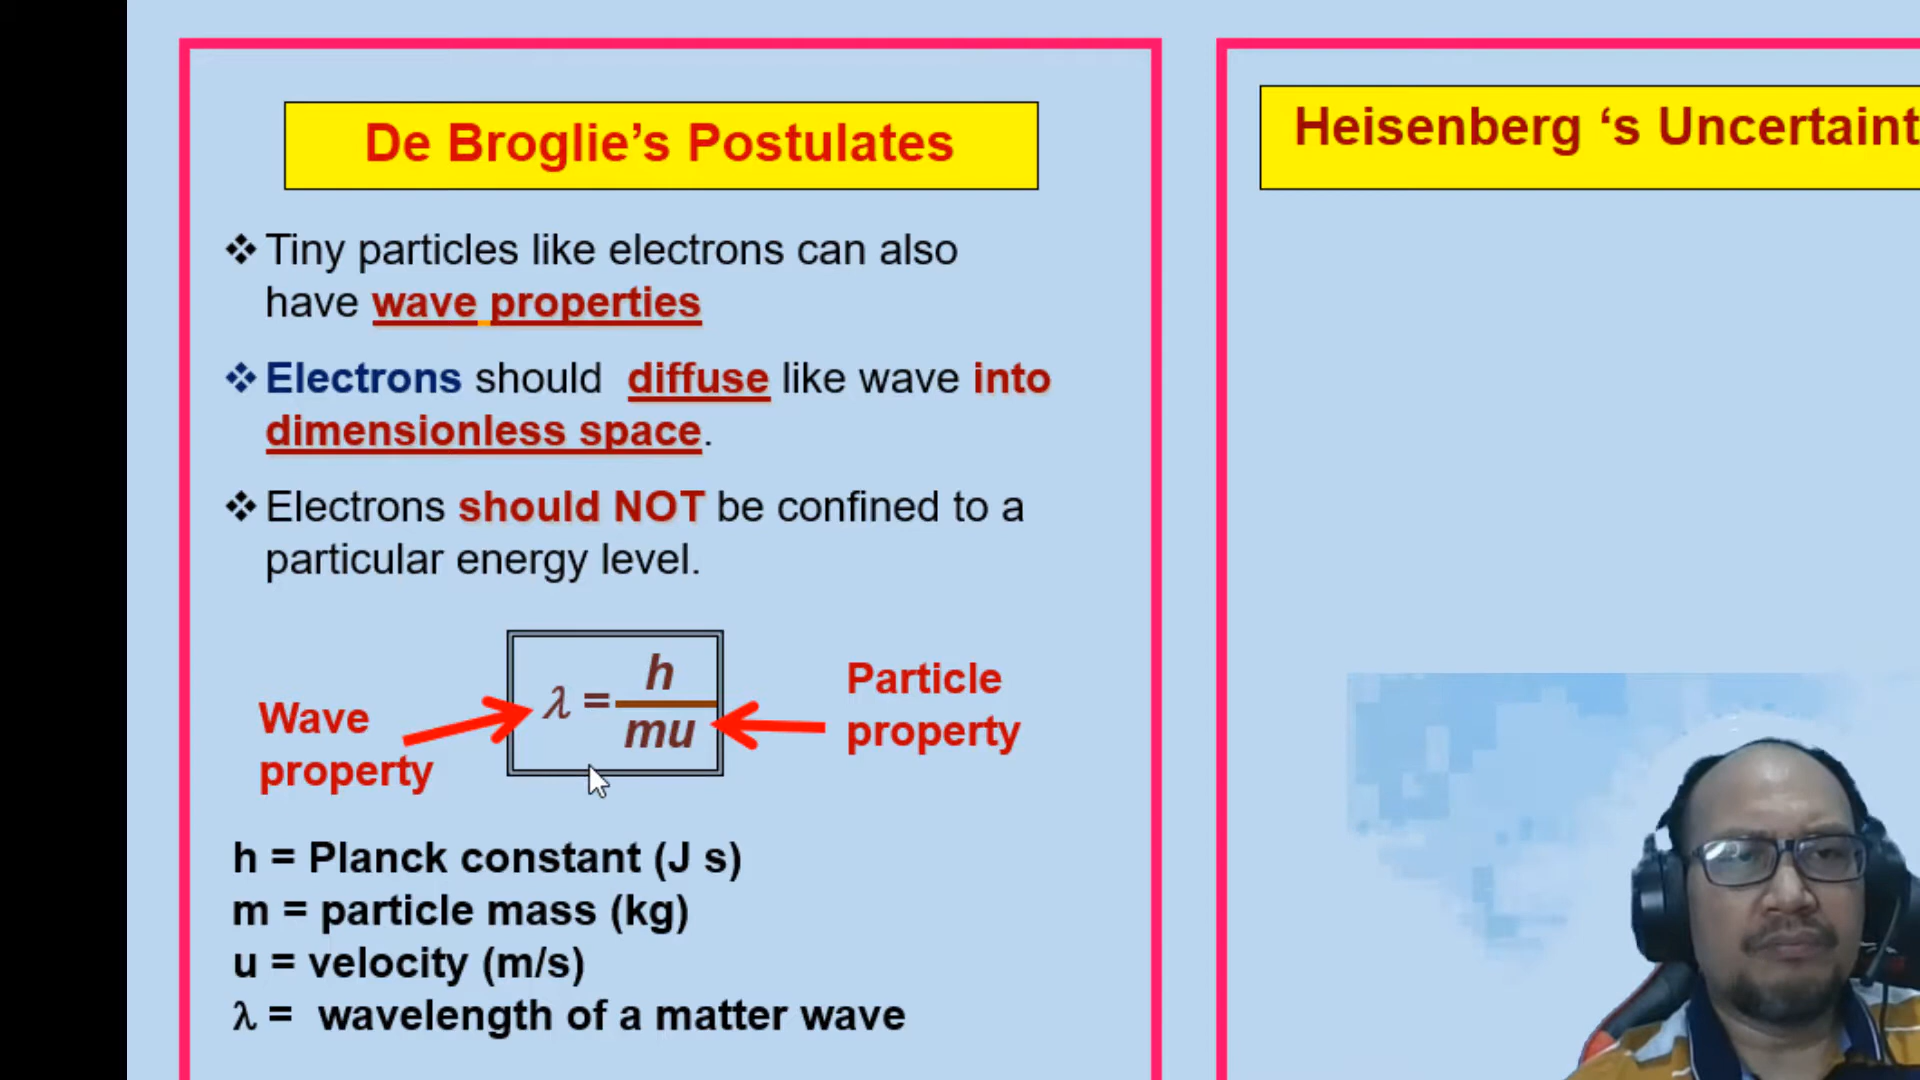 De Broglie’s Postulates
❖ Tiny particles like electrons can also
have wave properties
❖ Electrons should diffuse like wave into
dimensionless space.
❖ Electrons should NOT be confined to a
particular energy level.
Wave
property
λ = h
mu
Particle
property
h = Planck constant (J s)
m = particle mass (kg)
u = velocity (m/s)
λ = wavelength of a matter wave
Heisenberg ‘s Uncertaint